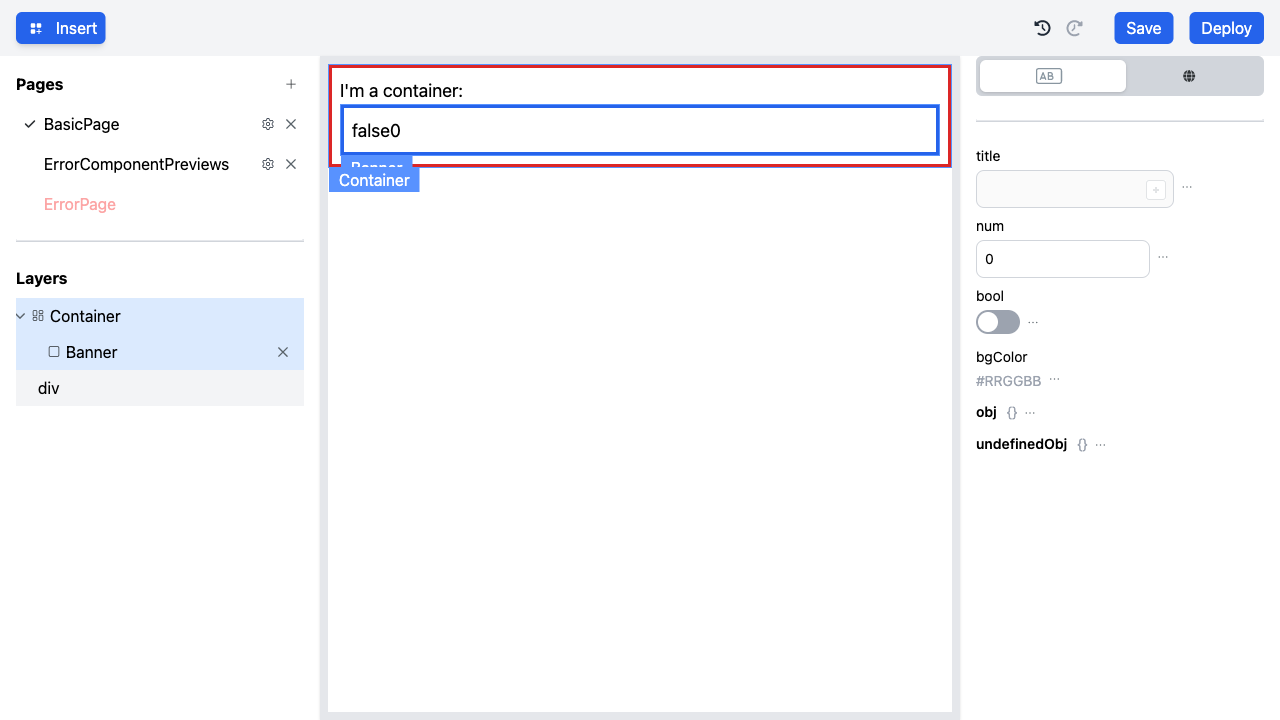 Insert
Save
Deploy
Pages
BasicPage
ErrorComponentPreviews
ErrorPage
Layers
Container
Banner
div
I'm a container:
false0
Banner
Container
AB
title
num
0
bool
bgColor
#RRGGBB
obj {}
undefinedObj {}